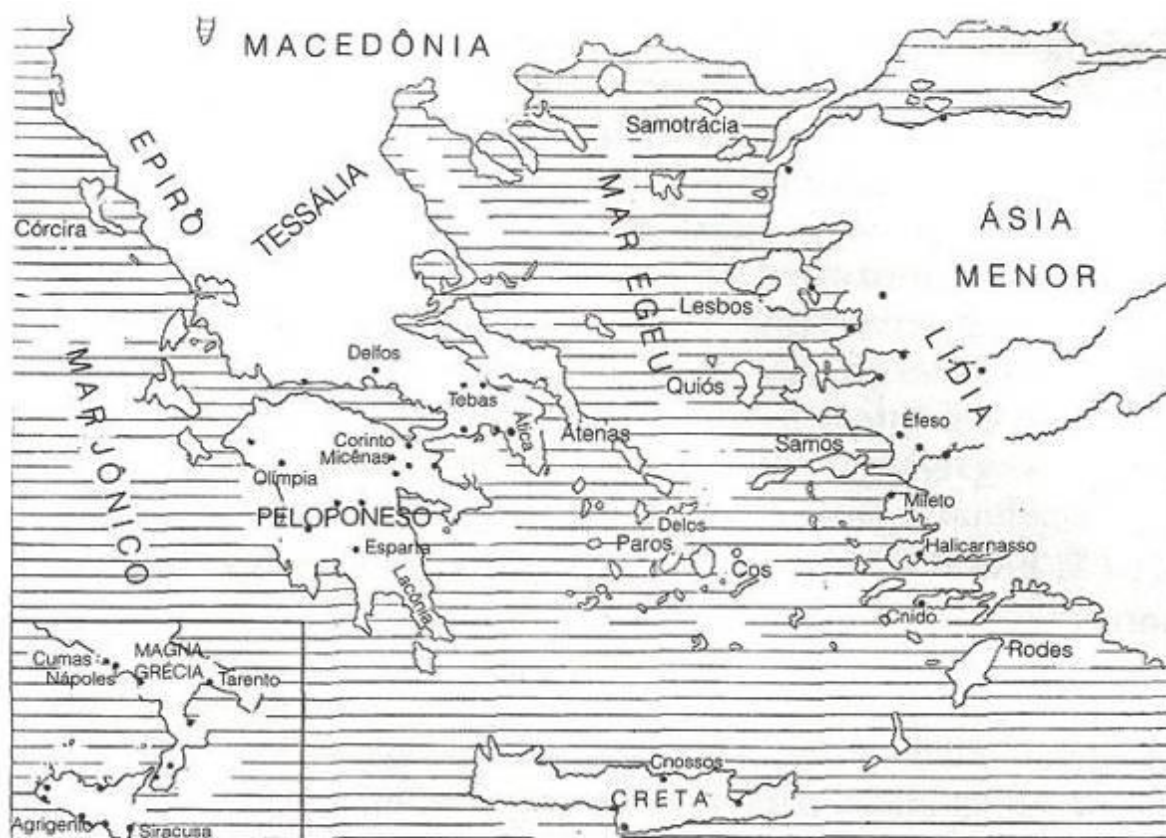 MACEDÔNIA
Samotrácia
EPIRO
TESSÁLIA
MAR EGEU
ÁSIA
MENOR
Córcira
Lesbos
LÍDIA
MAR JÔNICO
Delfos
Quiós
Tebas
Ática
Atenas
Éfeso
Corinto
Micênas
Samos
Olímpia
Mileto
PELOPONESO
Delos
Paros
Esparta
Halicarnasso
Cos
Lacônia
Cnido
MAGNA
GRÉCIA
Cumas
Nápoles
Tarento
Rodes
Cnossos
CRETA
Agrigento
Siracusa